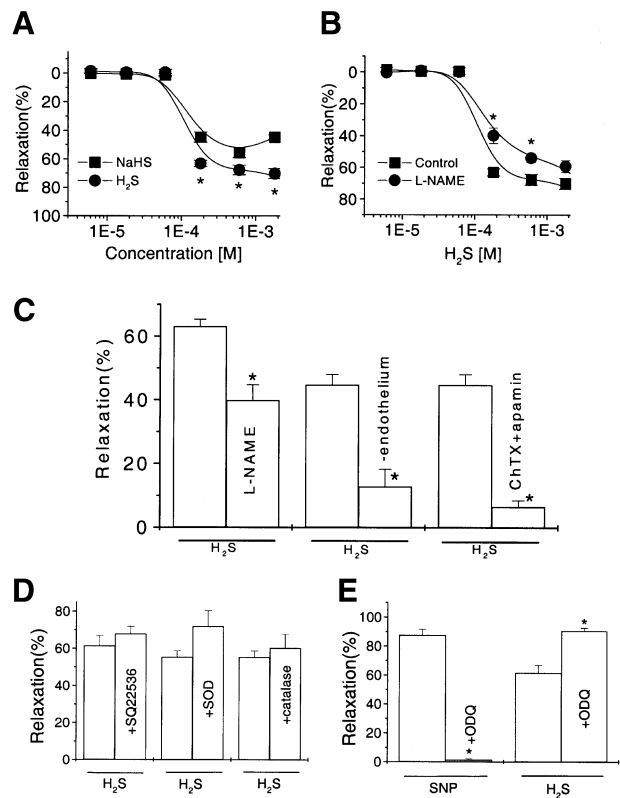 A
Relaxation(%)
0
20
40
60
80
100
NaHS
H₂S
*
*
*
1E-5
1E-4
1E-3
Concentration [M]
B
Relaxation(%)
0
20
40
60
80
*
*
Control
L-NAME
1E-5
1E-4
1E-3
H₂S [M]
C
Relaxation(%)
60
40
20
0
*
L-NAME
-endothelium
*
ChTX+apamin
*
H₂S
H₂S
H₂S
D
Relaxation(%)
80
60
40
20
0
+SQ22536
+SOD
+catalase
H₂S
H₂S
H₂S
E
Relaxation(%)
100
80
60
40
20
0
+ODQ
*
*
+ODQ
SNP
H₂S